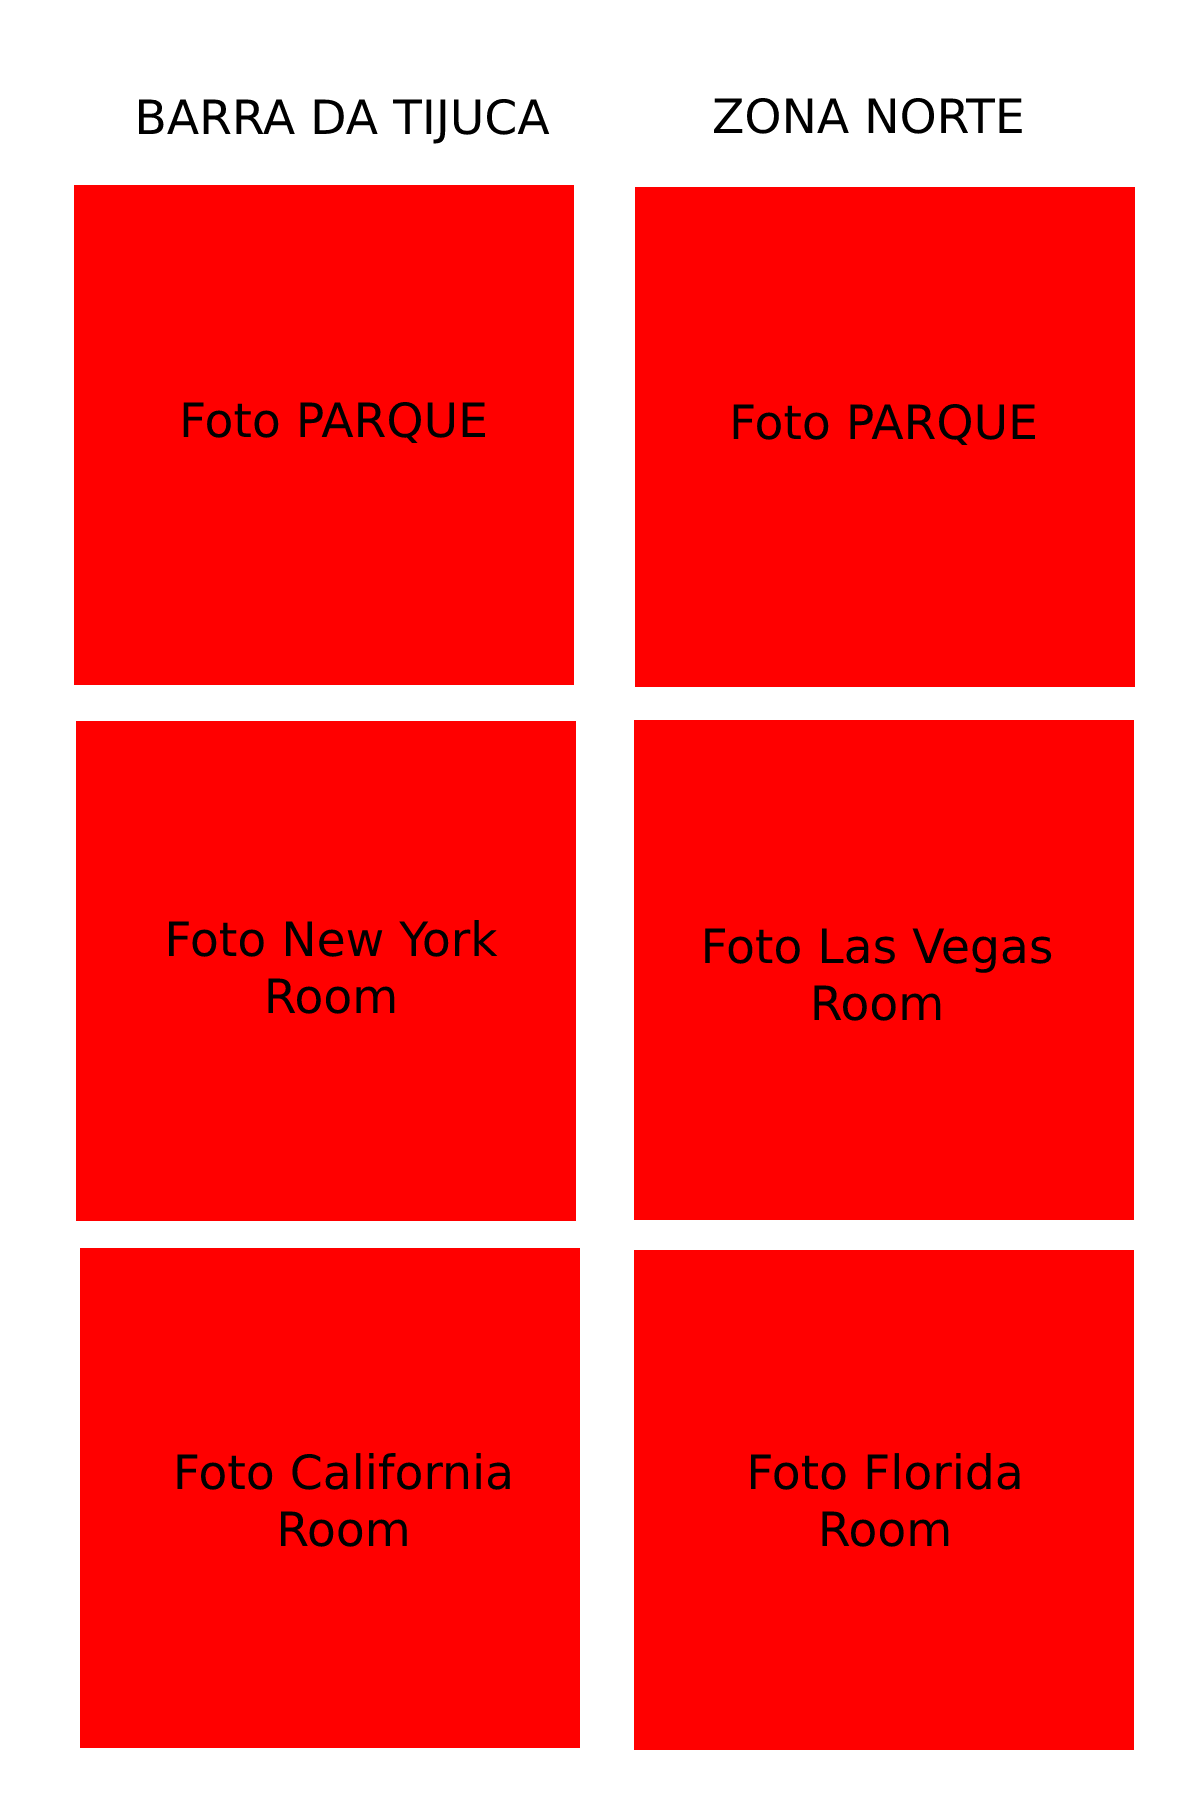 BARRA DA TIJUCA
ZONA NORTE
Foto PARQUE
Foto PARQUE
Foto New York
Room
Foto Las Vegas
Room
Foto California
Room
Foto Florida
Room